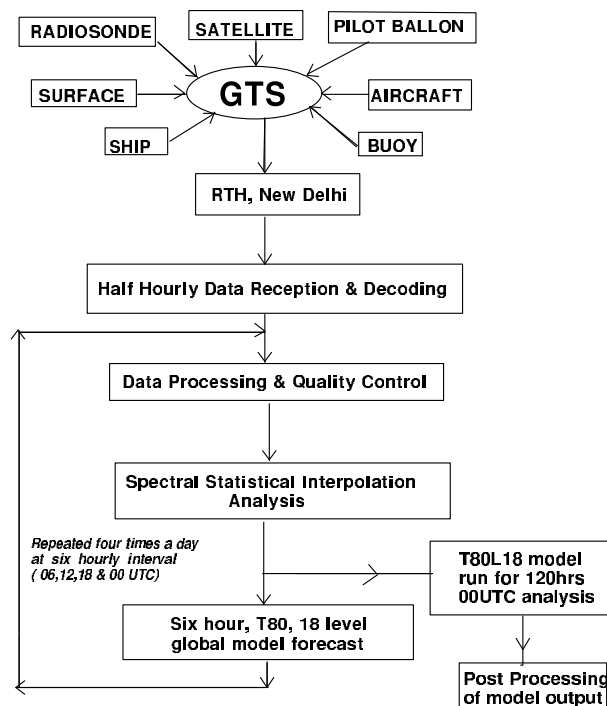 RADIOSONDE
SATELLITE
PILOT BALLON
SURFACE
GTS
AIRCRAFT
SHIP
BUOY
RTH, New Delhi
Half Hourly Data Reception & Decoding
Data Processing & Quality Control
Spectral Statistical Interpolation
Analysis
Repeated four times a day
at six hourly interval
( 06,12,18 & 00 UTC)
T80L18 model
run for 120hrs
00UTC analysis
Six hour, T80, 18 level
global model forecast
Post Processing
of model output